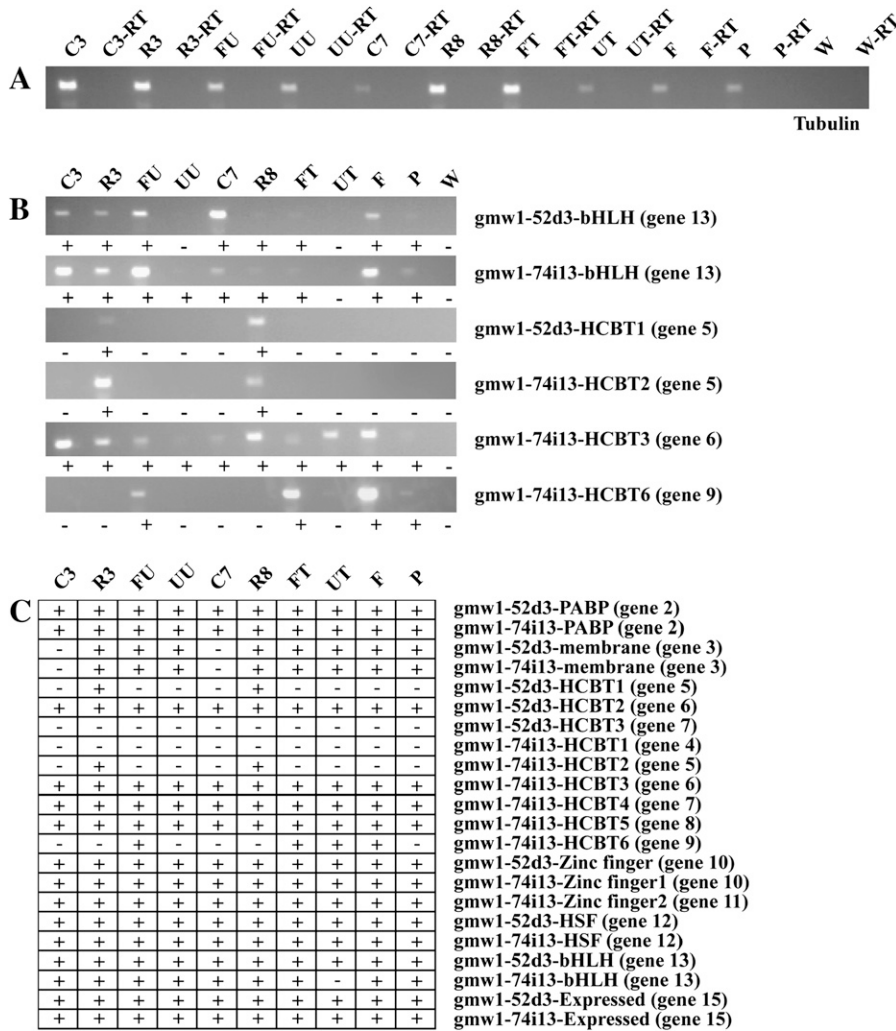 C3 C3-RT R3 R3-RT FU FU-RT UU UU-RT C7 C7-RT R8 R8-RT FT FT-RT UT UT-RT F F-RT P P-RT W W-RT
A
Tubulin
C3 R3 FU UU C7 R8 FT UT F P W
B
gmw1-52d3-bHLH (gene 13)
+ + + - + + + - + + -
gmw1-74i13-bHLH (gene 13)
+ + + + + + + - + + -
gmw1-52d3-HCBT1 (gene 5)
- + - - - + - - - - -
gmw1-74i13-HCBT2 (gene 5)
- + - - - + - - - - -
gmw1-74i13-HCBT3 (gene 6)
+ + + + + + + + + + -
gmw1-74i13-HCBT6 (gene 9)
- - + - - - + - + + -
C3 R3 FU UU C7 R8 FT UT F P
C
+ + + + + + + + + + gmw1-52d3-PABP (gene 2)
+ + + + + + + + + + gmw1-74i13-PABP (gene 2)
- + + + - + + + + + gmw1-52d3-membrane (gene 3)
- + + + - + + + + + gmw1-74i13-membrane (gene 3)
- + - - - + - - - - gmw1-52d3-HCBT1 (gene 5)
+ + + + + + + + + + gmw1-52d3-HCBT2 (gene 6)
- - - - - - - - - - gmw1-52d3-HCBT3 (gene 7)
- - - - - - - - - - gmw1-74i13-HCBT1 (gene 4)
- + - - - + - - - - gmw1-74i13-HCBT2 (gene 5)
+ + + + + + + + + + gmw1-74i13-HCBT3 (gene 6)
+ + + + + + + + + + gmw1-74i13-HCBT4 (gene 7)
+ + + + + + + + + + gmw1-74i13-HCBT5 (gene 8)
- - + - - - + + + - gmw1-74i13-HCBT6 (gene 9)
+ + + + + + + + + + gmw1-52d3-Zinc finger (gene 10)
+ + + + + + + + + + gmw1-74i13-Zinc finger1 (gene 10)
+ + + + + + + + + + gmw1-74i13-Zinc finger2 (gene 11)
+ + + + + + + + + + gmw1-52d3-HSF (gene 12)
+ + + + + + + + + + gmw1-74i13-HSF (gene 12)
+ + + + + + + + + + gmw1-52d3-bHLH (gene 13)
+ + + + + + + - + + gmw1-74i13-bHLH (gene 13)
+ + + + + + + + + + gmw1-52d3-Expressed (gene 15)
+ + + + + + + + + + gmw1-74i13-Expressed (gene 15)